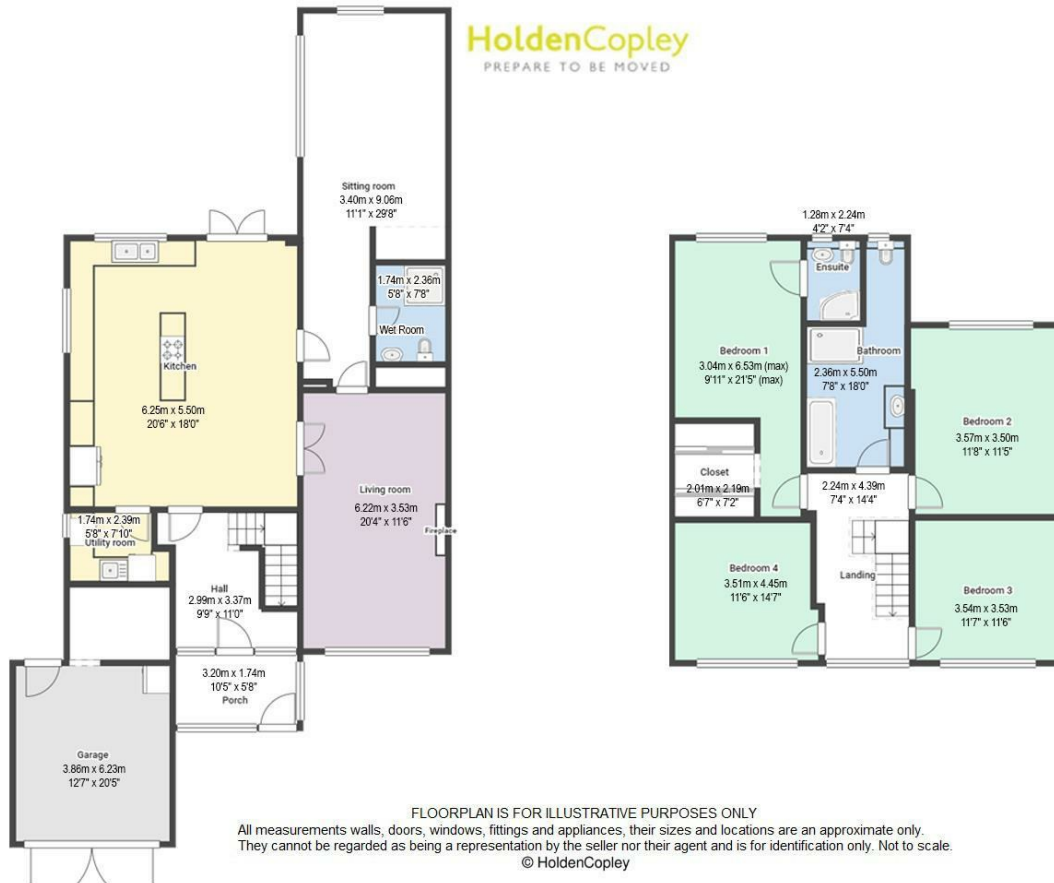 HoldenCopley
PREPARE TO BE MOVED
Sitting room
3.40m x 9.06m
11'1" x 29'8"
1.74m x 2.36m
5'8" x 7'8"
Wet Room
Kitchen
6.25m x 5.50m
20'6" x 18'0"
Living room
6.22m x 3.53m
20'4" x 11'6"
Fireplace
1.74m x 2.39m
5'8" x 7'10"
Utility room
Hall
2.99m x 3.37m
9'9" x 11'0"
3.20m x 1.74m
10'5" x 5'8"
Porch
Garage
3.86m x 6.23m
12'7" x 20'5"
1.28m x 2.24m
4'2" x 7'4"
Ensuite
Bedroom 1
3.04m x 6.53m (max)
9'11" x 21'5" (max)
Bathroom
2.36m x 5.50m
7'8" x 18'0"
Bedroom 2
3.57m x 3.50m
11'8" x 11'5"
Closet
2.01m x 2.19m
6'7" x 7'2"
2.24m x 4.39m
7'4" x 14'4"
Landing
Bedroom 4
3.51m x 4.45m
11'6" x 14'7"
Bedroom 3
3.54m x 3.53m
11'7" x 11'6"
FLOORPLAN IS FOR ILLUSTRATIVE PURPOSES ONLY
All measurements walls, doors, windows, fittings and appliances, their sizes and locations are an approximate only.
They cannot be regarded as being a representation by the seller nor their agent and is for identification only. Not to scale.
© HoldenCopley